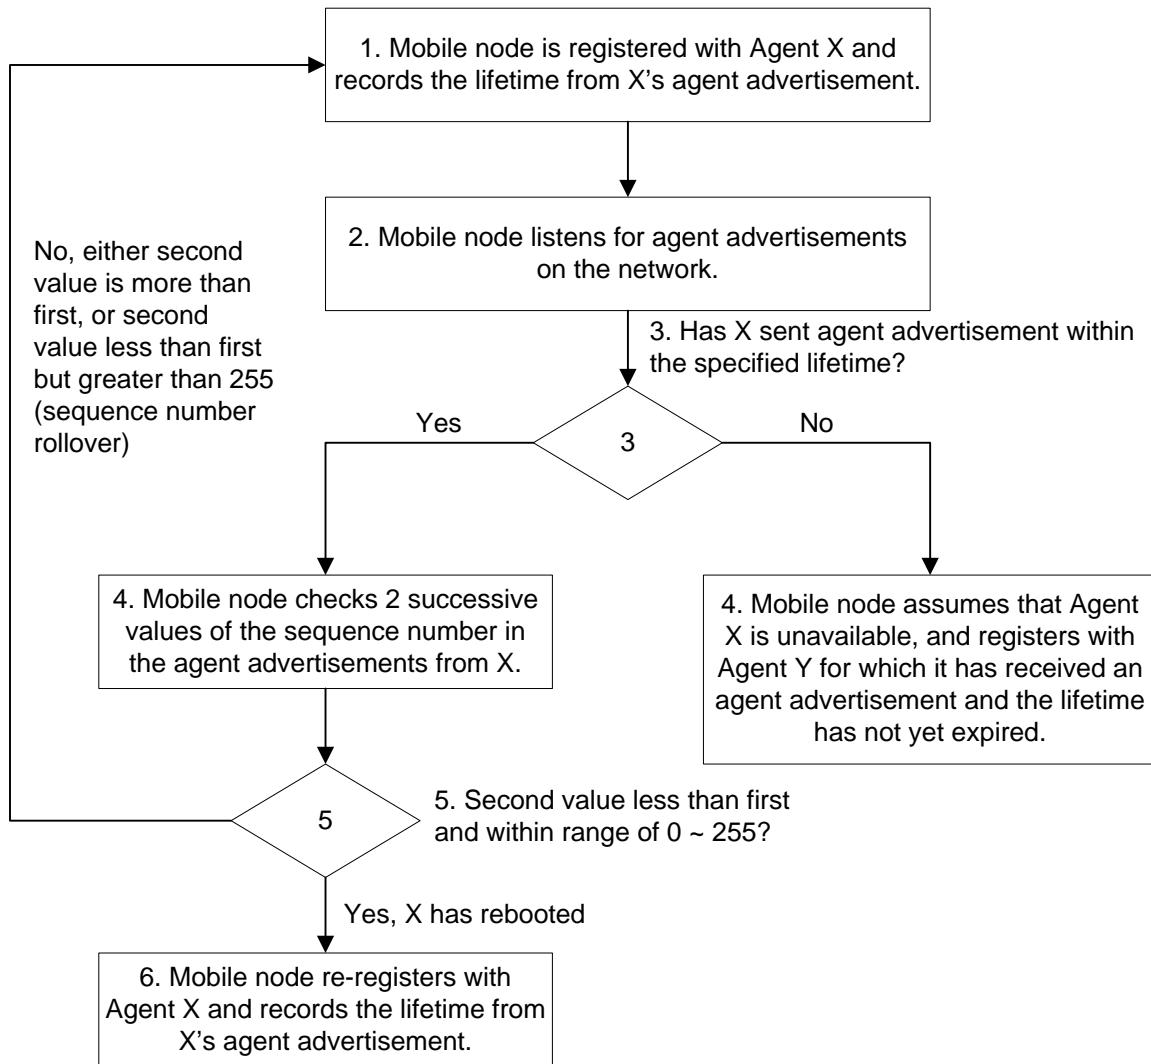 1. Mobile node is registered with Agent X and
records the lifetime from X's agent advertisement.
2. Mobile node listens for agent advertisements
on the network.
No, either second
value is more than
first, or second
value less than first
but greater than 255
(sequence number
rollover)
3. Has X sent agent advertisement within
the specified lifetime?
Yes
3
No
4. Mobile node checks 2 successive
values of the sequence number in
the agent advertisements from X.
4. Mobile node assumes that Agent
X is unavailable, and registers with
Agent Y for which it has received an
agent advertisement and the lifetime
has not yet expired.
5
5. Second value less than first
and within range of 0 ~ 255?
Yes, X has rebooted
6. Mobile node re-registers with
Agent X and records the lifetime from
X's agent advertisement.